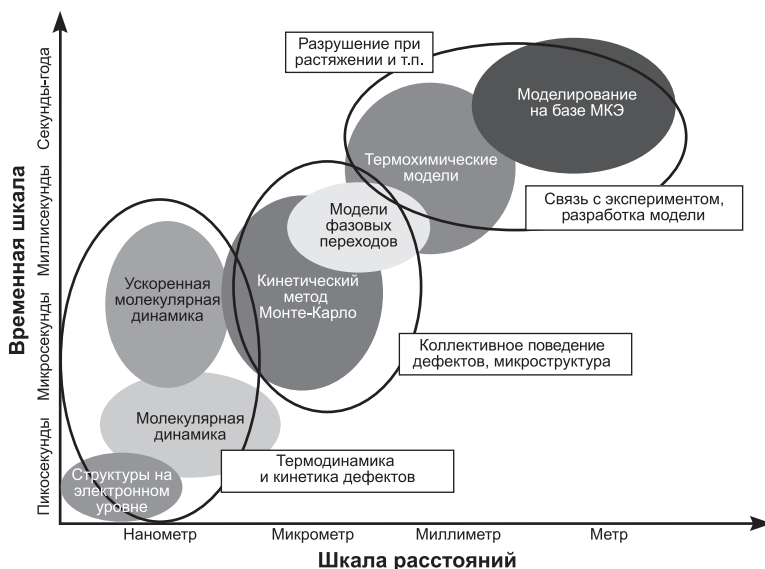 Разрушение при
растяжении и т.п.
Моделирование
на базе МКЭ
Термохимические
модели
Связь с экспериментом,
разработка модели
Модели
фазовых
переходов
Ускоренная
молекулярная
динамика
Кинетический
метод
Монте-Карло
Коллективное поведение
дефектов, микроструктура
Молекулярная
динамика
Термодинамика
и кинетика дефектов
Структуры на
электронном
уровне
Временная шкала
Секунды-года
Миллисекунды
Микросекунды
Пикосекунды
Нанометр
Микрометр
Миллиметр
Метр
Шкала расстояний